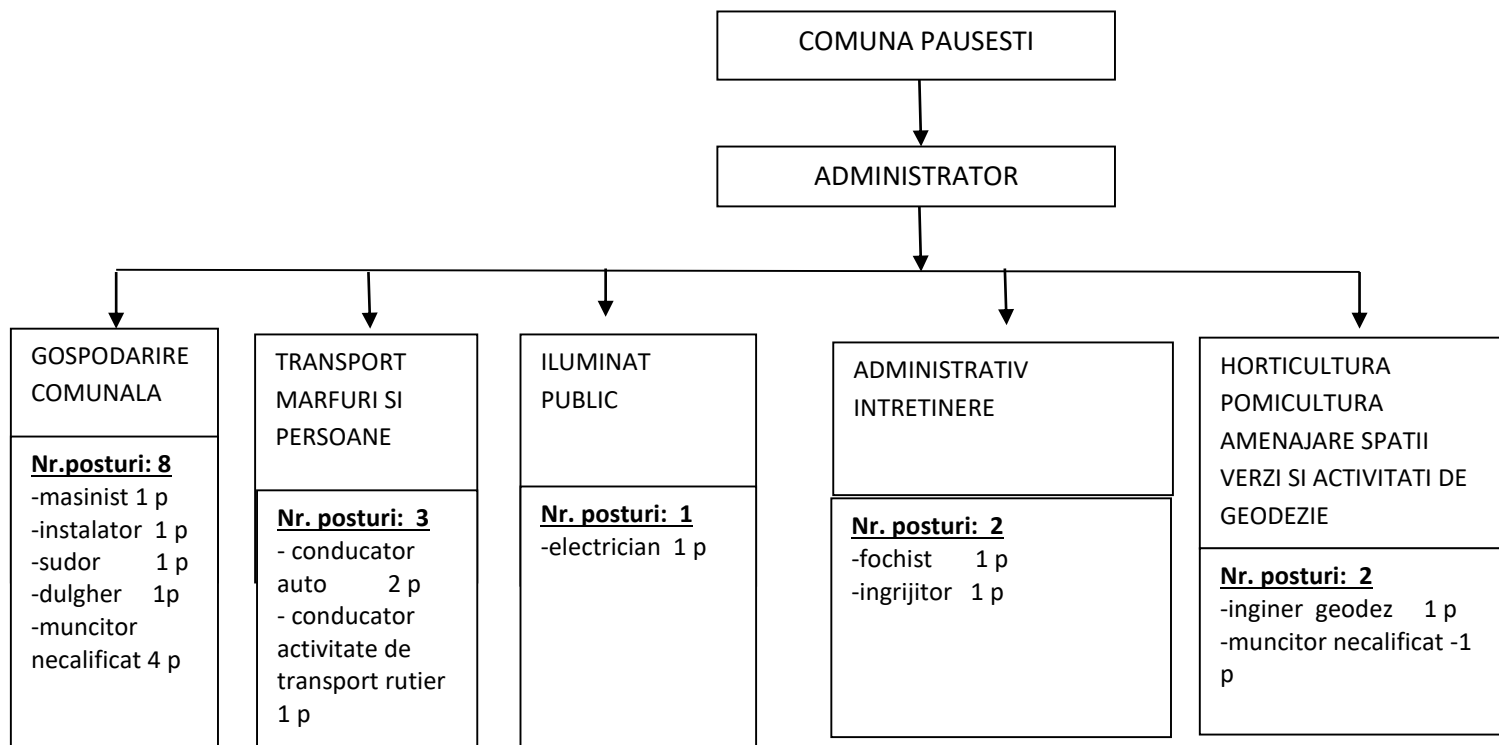 COMUNA PAUSESTI
ADMINISTRATOR
GOSPODARIRE
COMUNALA
Nr.posturi: 8
-masinist 1 p
-instalator 1 p
-sudor 1 p
-dulgher 1p
-muncitor
necalificat 4 p
TRANSPORT
MARFURI SI
PERSOANE
Nr. posturi: 3
- conducator
auto 2 p
- conducator
activitate de
transport rutier
1 p
ILUMINAT
PUBLIC
Nr. posturi: 1
-electrician 1 p
ADMINISTRATIV
INTRETINERE
Nr. posturi: 2
-fochist 1 p
-ingrijitor 1 p
HORTICULTURA
POMICULTURA
AMENAJARE SPATII
VERZI SI ACTIVITATI DE
GEODEZIE
Nr. posturi: 2
-inginer geodez 1 p
-muncitor necalificat -1
p